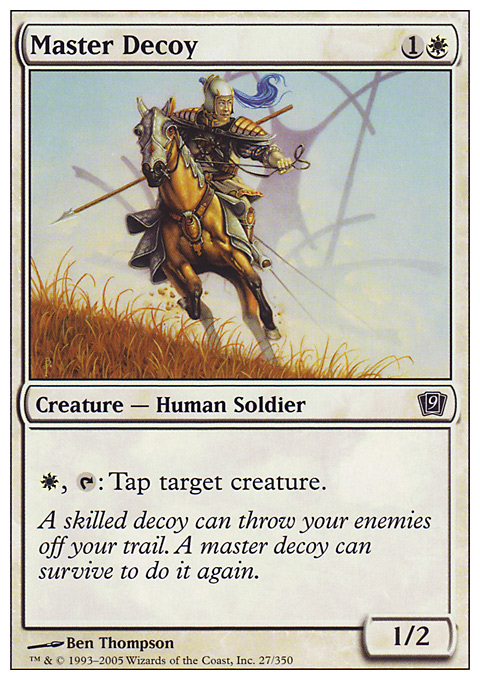 Master Decoy 1
Creature — Human Soldier 9
, : Tap target creature.
A skilled decoy can throw your enemies
off your trail. A master decoy can
survive to do it again.
Ben Thompson
1/2
™ & © 1993–2005 Wizards of the Coast, Inc. 27/350